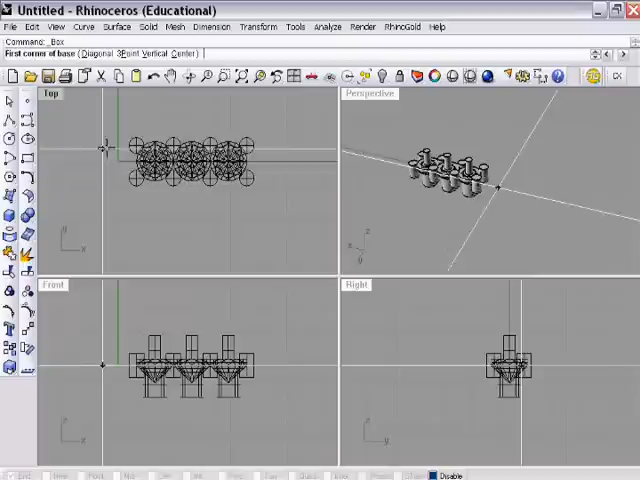 Untitled - Rhinoceros (Educational)
File Edit View Curve Surface Solid Mesh Dimension Transform Tools Analyze Render RhinoGold Help
Command: _Box
First corner of base ( Diagonal 3Point Vertical Center )
Top
Perspective
y
x
z
x
Front
Right
z
x
z
y
Disable